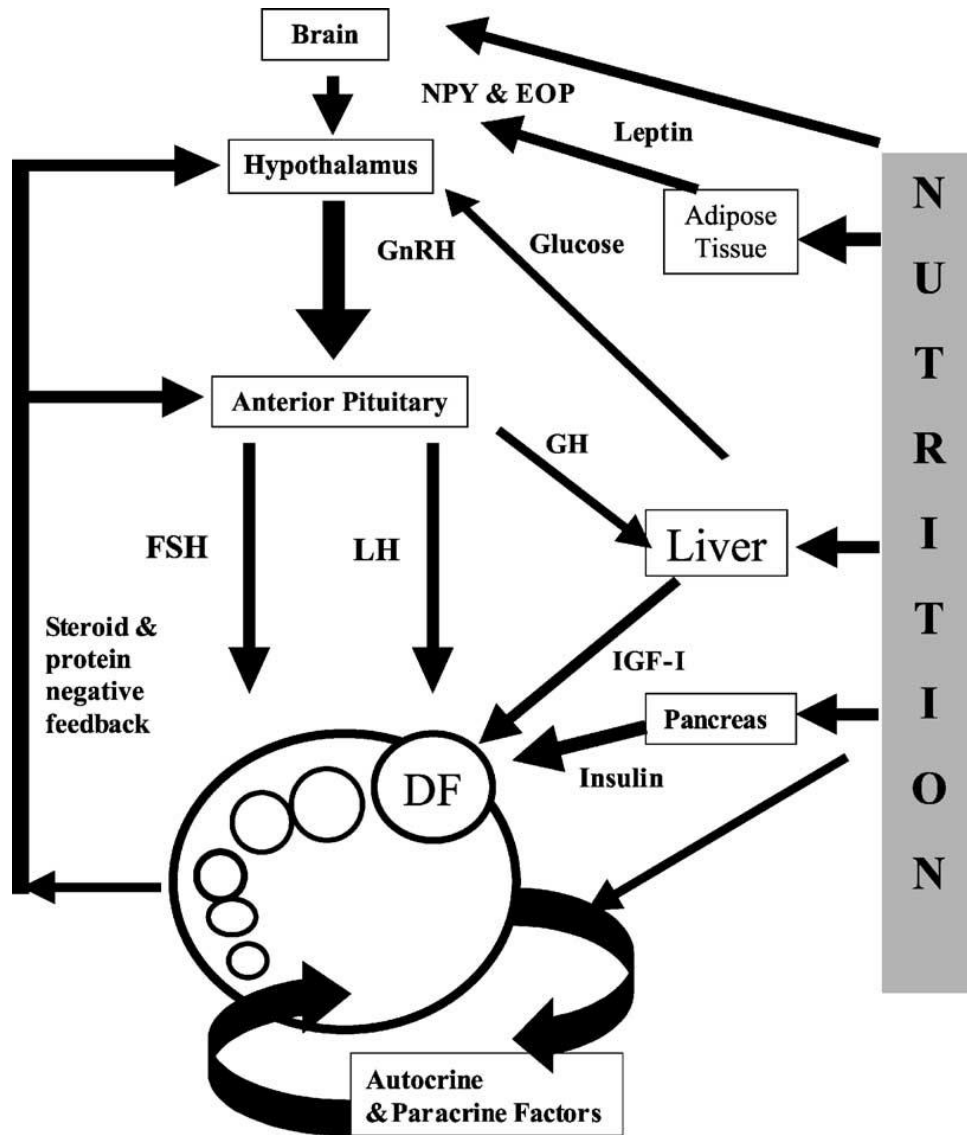 Brain
NPY & EOP
Leptin
Hypothalamus
Adipose
Tissue
GnRH
Glucose
Anterior Pituitary
GH
FSH
LH
Liver
Steroid &
protein
negative
feedback
IGF-I
Pancreas
Insulin
DF
Autocrine
& Paracrine Factors
N
U
T
R
I
T
I
O
N